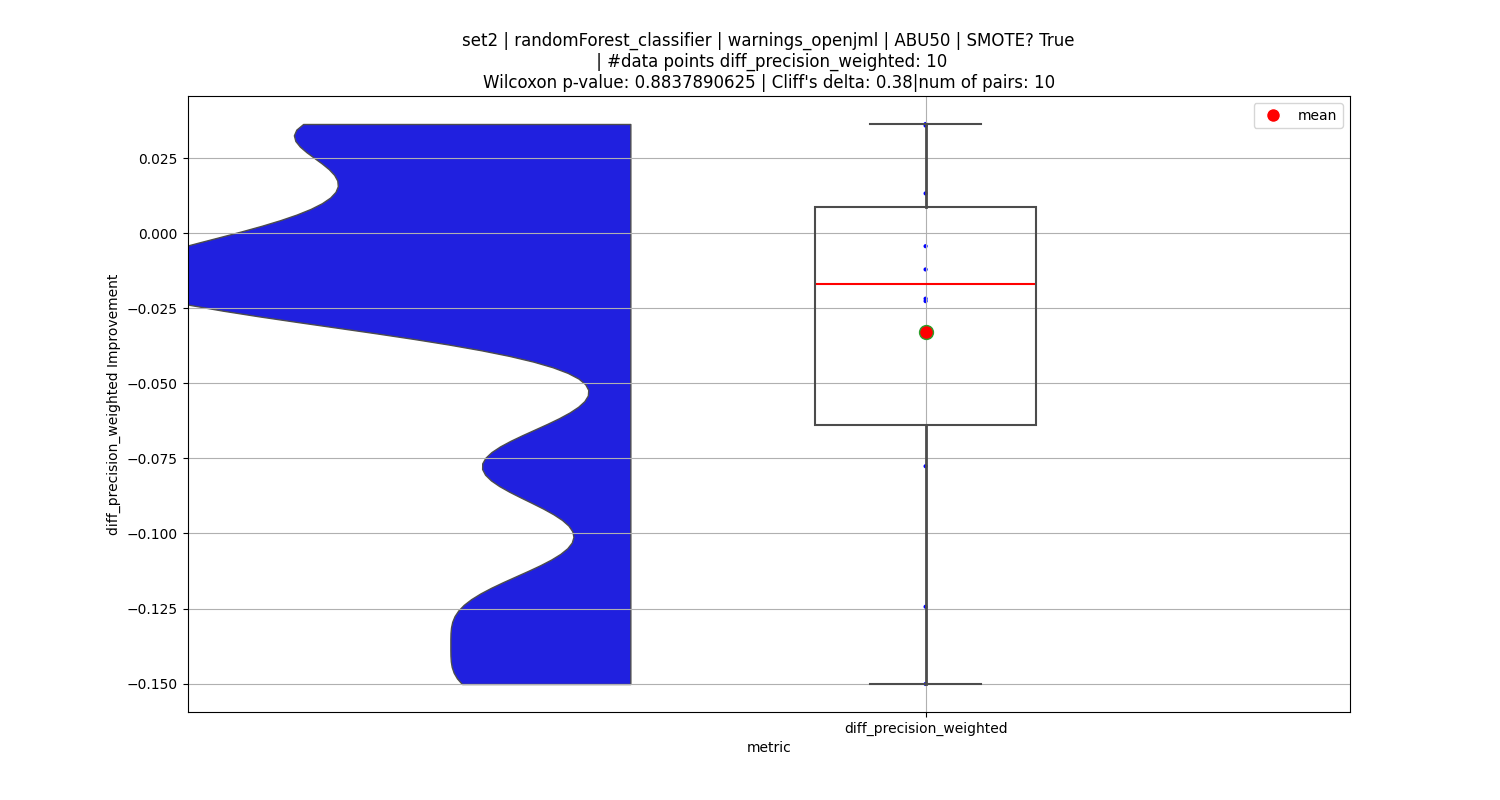 set2 | randomForest_classifier | warnings_openjml | ABU50 | SMOTE? True
| #data points diff_precision_weighted: 10
Wilcoxon p-value: 0.8837890625 | Cliff's delta: 0.38|num of pairs: 10
mean
0.025
0.000
−0.025
−0.050
−0.075
−0.100
−0.125
−0.150
diff_precision_weighted Improvement
diff_precision_weighted
metric